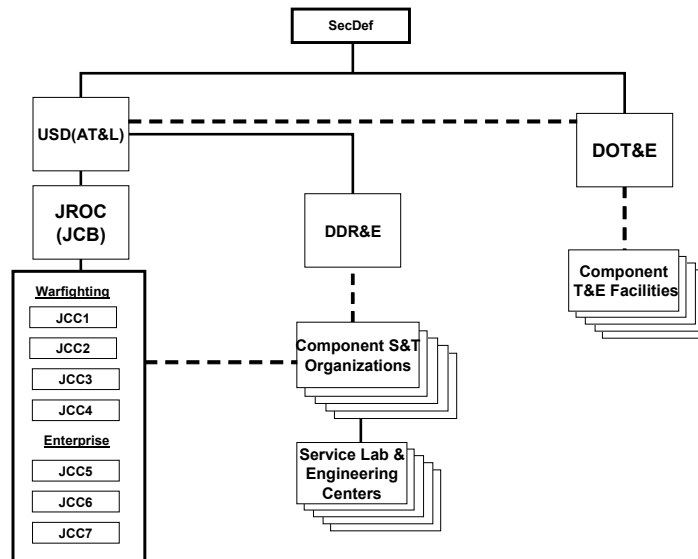 SecDef
USD(AT&L)
DOT&E
JROC
(JCB)
DDR&E
Component
T&E Facilities
Warfighting
JCC1
JCC2
JCC3
JCC4
Enterprise
JCC5
JCC6
JCC7
Component S&T
Organizations
Service Lab &
Engineering
Centers